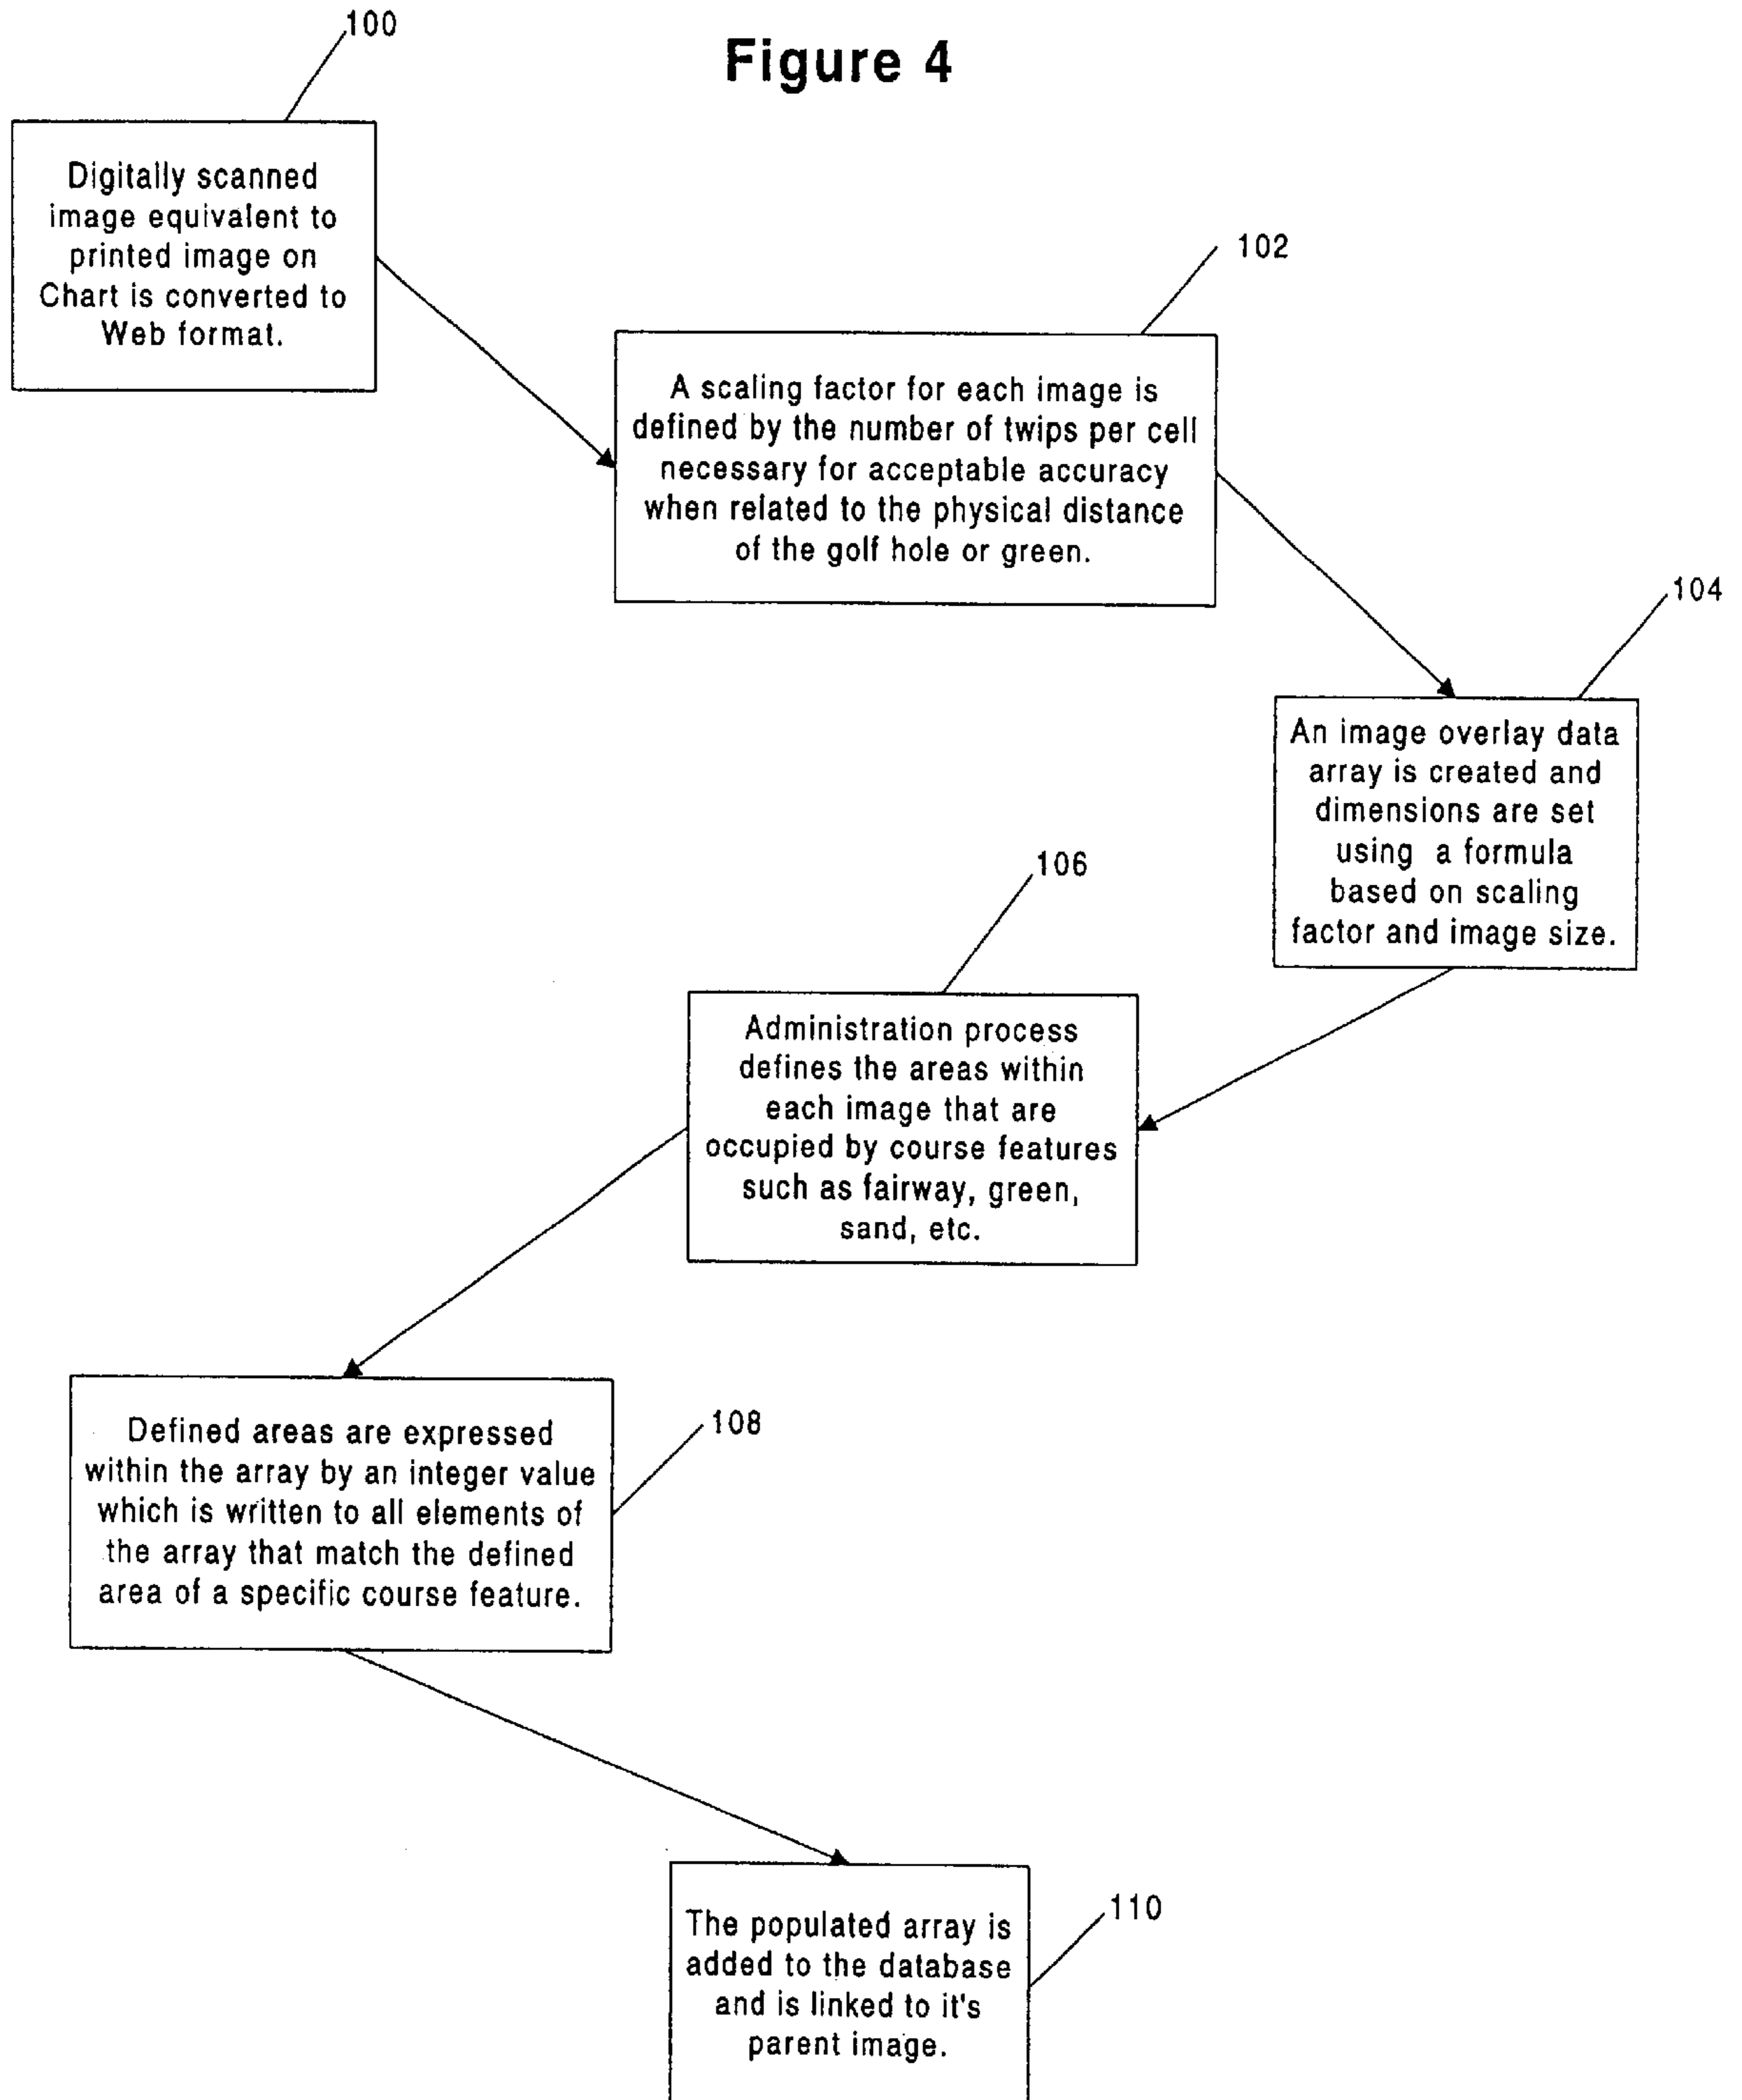 100
Figure 4
Digitally scanned
image equivalent to
printed image on
Chart is converted to
Web format.
102
A scaling factor for each image is
defined by the number of twips per cell
necessary for acceptable accuracy
when related to the physical distance
of the golf hole or green.
104
An image overlay data
array is created and
dimensions are set
using a formula
based on scaling
factor and image size.
106
Administration process
defines the areas within
each image that are
occupied by course features
such as fairway, green,
sand, etc.
108
Defined areas are expressed
within the array by an integer value
which is written to all elements of
the array that match the defined
area of a specific course feature.
110
The populated array is
added to the database
and is linked to it's
parent image.